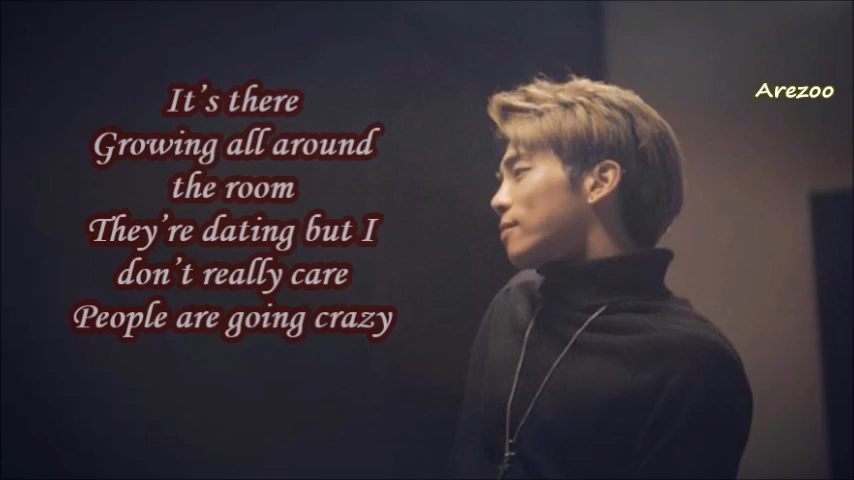 It's there
Growing all around
the room
They're dating but I
don't really care
People are going crazy
Arezoo